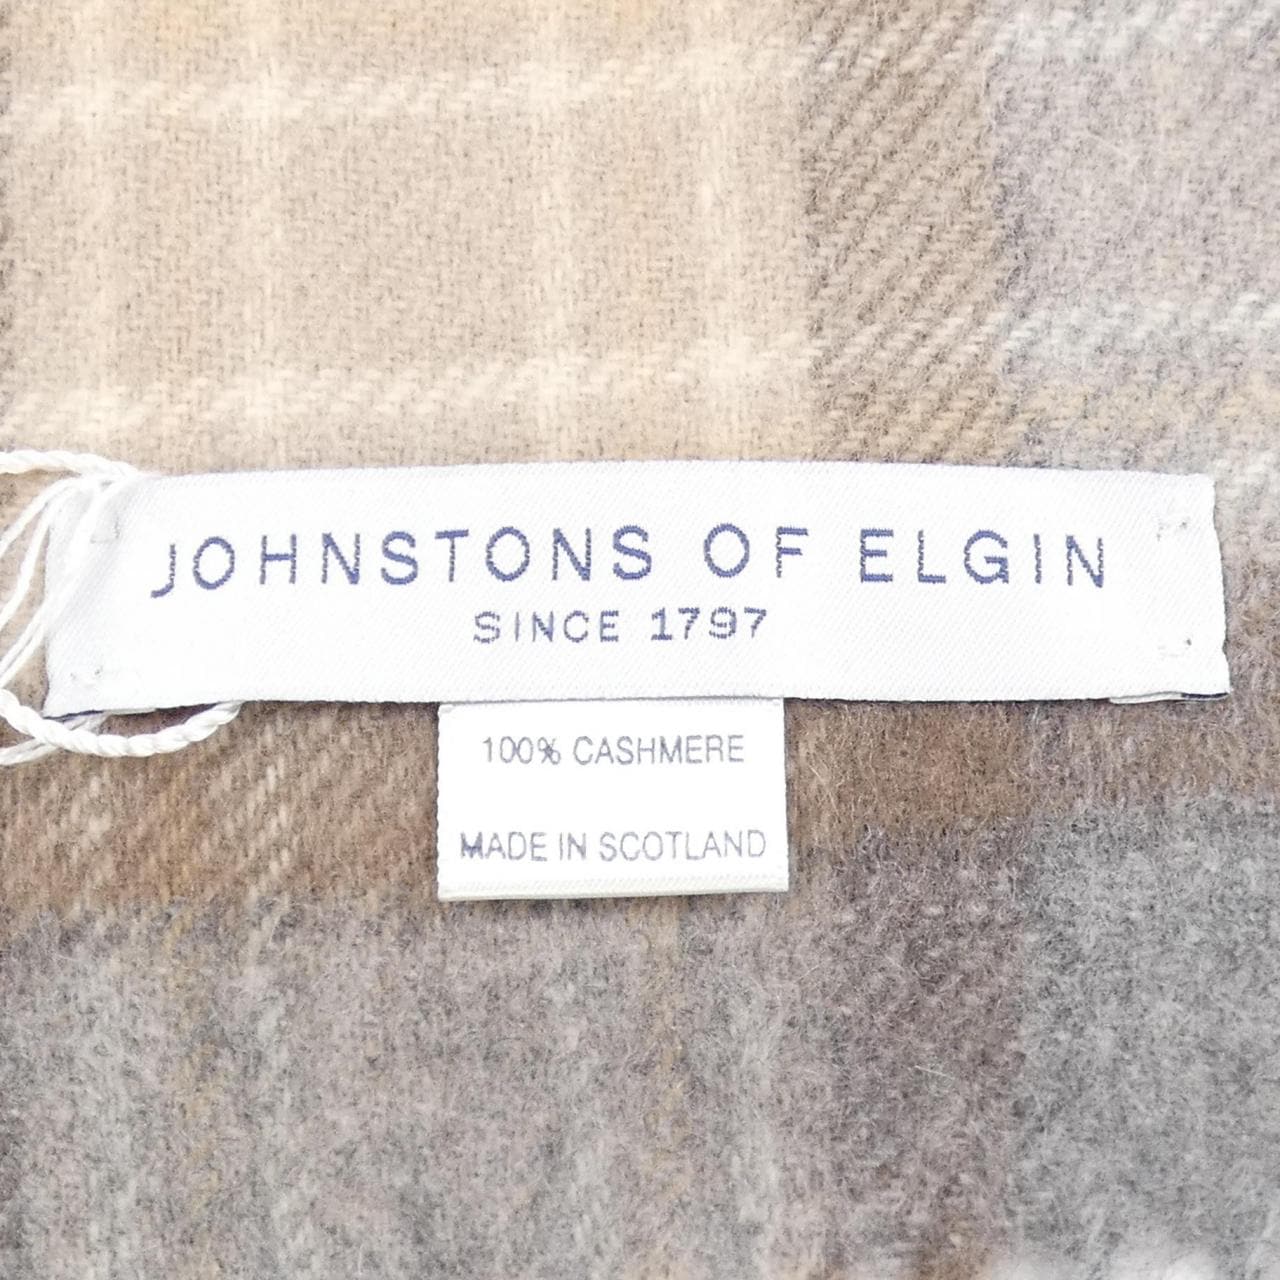 JOHNSTONS OF ELGIN
SINCE 1797
100% CASHMERE
MADE IN SCOTLAND